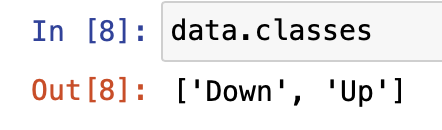 In [8]: data.classes
Out[8]: ['Down', 'Up']